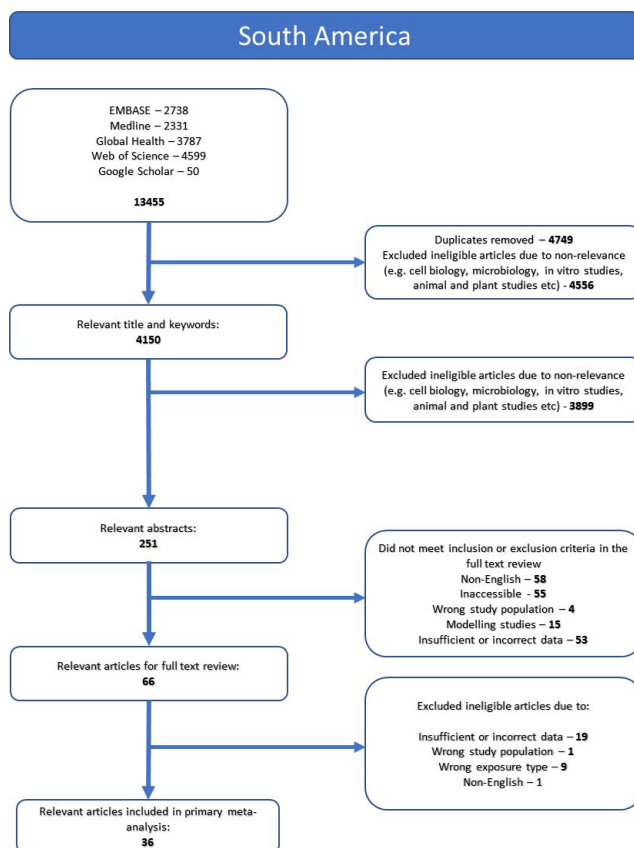 South America
EMBASE – 2738
Medline – 2331
Global Health – 3787
Web of Science – 4599
Google Scholar – 50
13455
Duplicates removed – 4749
Excluded ineligible articles due to non-relevance
(e.g. cell biology, microbiology, in vitro studies,
animal and plant studies etc) - 4556
Relevant title and keywords:
4150
Excluded ineligible articles due to non-relevance
(e.g. cell biology, microbiology, in vitro studies,
animal and plant studies etc) - 3899
Relevant abstracts:
251
Did not meet inclusion or exclusion criteria in the
full text review
Non-English – 58
Inaccessible - 55
Wrong study population – 4
Modelling studies – 15
Insufficient or incorrect data – 53
Relevant articles for full text review:
66
Excluded ineligible articles due to:
Insufficient or incorrect data – 19
Wrong study population – 1
Wrong exposure type – 9
Non-English – 1
Relevant articles included in primary meta-
analysis:
36